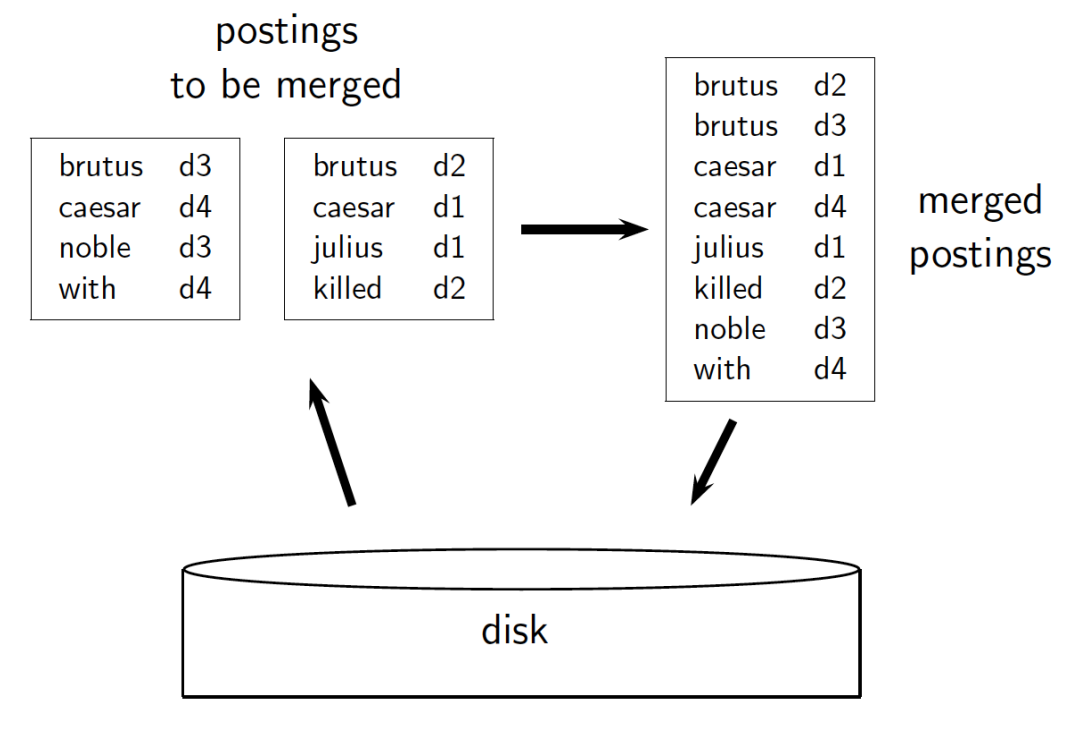 postings
to be merged
brutus d3
caesar d4
noble d3
with d4
brutus d2
caesar d1
julius d1
killed d2
brutus d2
brutus d3
caesar d1
caesar d4
julius d1
killed d2
noble d3
with d4
merged
postings
disk